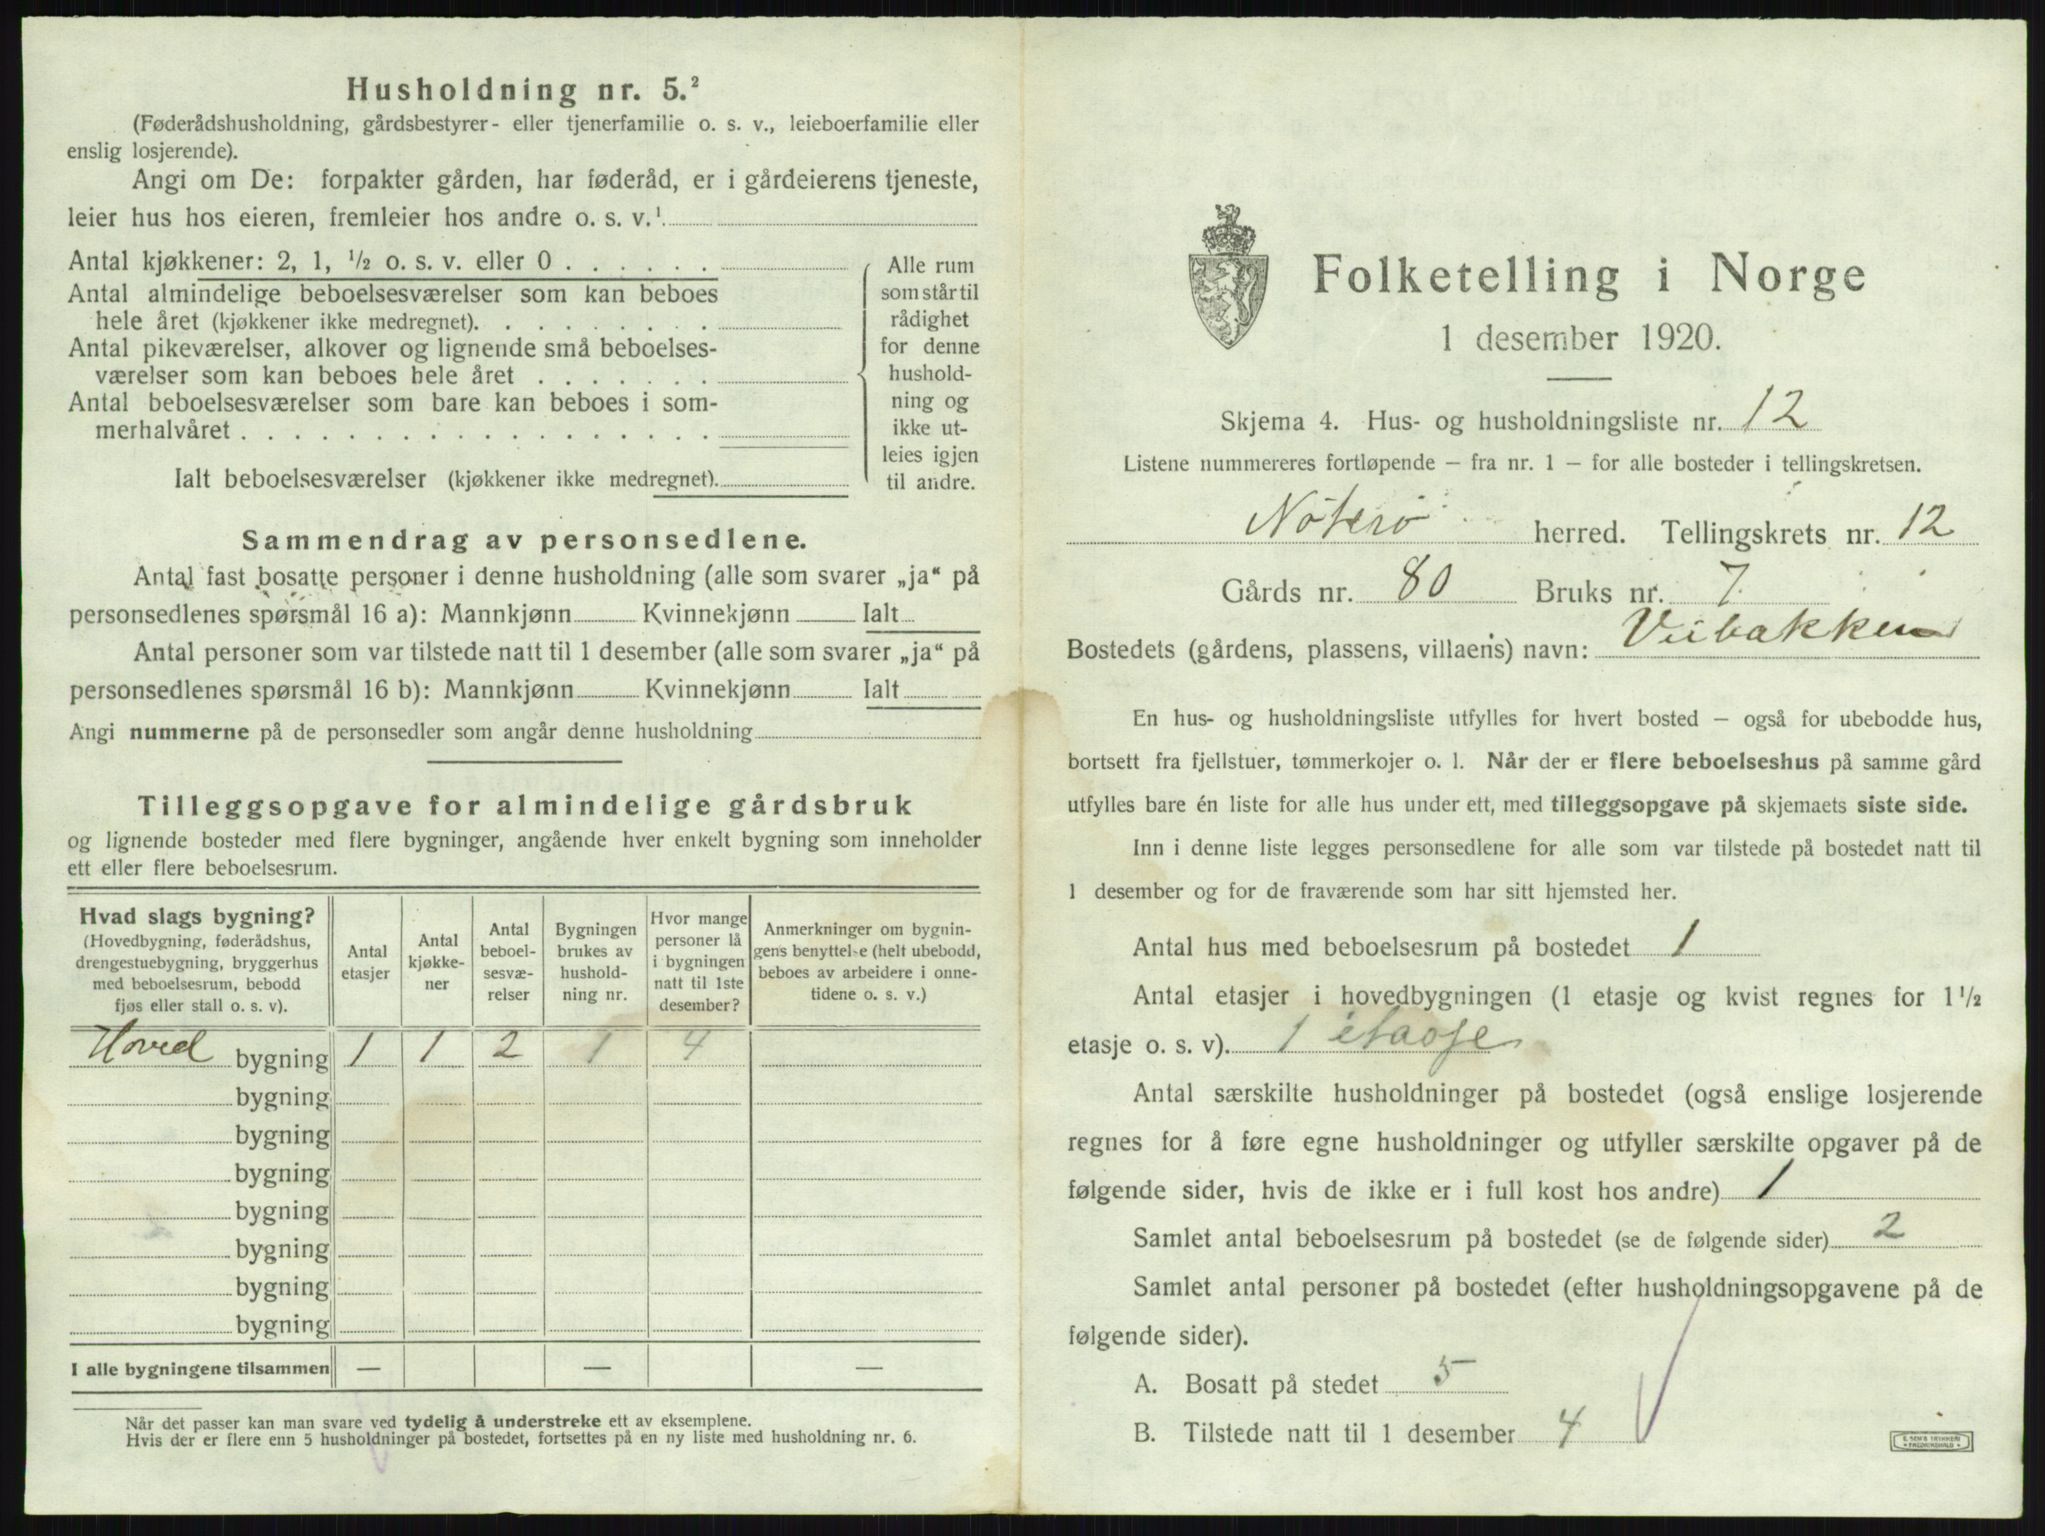 Husholdning nr. 5.²
(Føderådshusholdning, gårdsbestyrer- eller tjenerfamilie o. s. v., leieboerfamilie eller
enslig losjerende).
Angi om De: forpakter gården, har føderåd, er i gårdeierens tjeneste,
leier hus hos eieren, fremleier hos andre o. s. v.¹
Antal kjøkkener: 2, 1, ½ o. s. v. eller 0 . . . . . .
Antal almindelige beboelsesværelser som kan beboes
hele året (kjøkkener ikke medregnet). . . . . . . . .
Antal pikeværelser, alkover og lignende små beboelses-
værelser som kan beboes hele året . . . . . . .
Antal beboelsesværelser som bare kan beboes i som-
merhalvåret . . . . . . . . . . . . . . . . . .
Ialt beboelsesværelser (kjøkkener ikke medregnet).
Alle rum
som står til
rådighet
for denne
hushold-
ning og
ikke ut-
leies igjen
til andre.
Sammendrag av personsedlene.
Antal fast bosatte personer i denne husholdning (alle som svarer „ja“ på
personsedlenes spørsmål 16 a): Mannkjønn Kvinnekjønn Ialt
Antal personer som var tilstede natt til 1 desember (alle som svarer „ja“ på
personsedlenes spørsmål 16 b): Mannkjønn Kvinnekjønn Ialt
Angi nummerne på de personsedler som angår denne husholdning
Tilleggsopgave for almindelige gårdsbruk
og lignende bosteder med flere bygninger, angående hver enkelt bygning som inneholder
ett eller flere beboelsesrum.
Hvad slags bygning?
(Hovedbygning, føderådshus,
drengestuebygning, bryggerhus
med beboelsesrum, bebodd
fjøs eller stall o. s. v).
Antal
etasjer
Antal
kjøkke-
ner
Antal
beboel-
sesvæ-
relser
Bygningen
brukes av
hushold-
ning nr.
Hvor mange
personer lå
i bygningen
natt til 1ste
desember?
Anmerkninger om bygnin-
gens benyttelse (helt ubebodd,
beboes av arbeidere i onne-
tidene o. s. v.)
Hoved bygning 1 1 2 1 4
bygning
bygning
bygning
bygning
bygning
bygning
bygning
I alle bygningene tilsammen — — —
Når det passer kan man svare ved tydelig å understreke ett av eksemplene.
Hvis der er flere enn 5 husholdninger på bostedet, fortsettes på en ny liste med husholdning nr. 6.
Folketelling i Norge
1 desember 1920.
Skjema 4. Hus- og husholdningsliste nr. 12
Listene nummereres fortløpende – fra nr. 1 – for alle bosteder i tellingskretsen.
Nøterø herred. Tellingskrets nr. 12
Gårds nr. 80 Bruks nr. 7.
Bostedets (gårdens, plassens, villaens) navn: Veibakken
En hus- og husholdningsliste utfylles for hvert bosted – også for ubebodde hus,
bortsett fra fjellstuer, tømmerkojer o. l. Når der er flere beboelseshus på samme gård
utfylles bare én liste for alle hus under ett, med tilleggsopgave på skjemaets siste side.
Inn i denne liste legges personsedlene for alle som var tilstede på bostedet natt til
1 desember og for de fraværende som har sitt hjemsted her.
Antal hus med beboelsesrum på bostedet 1
Antal etasjer i hovedbygningen (1 etasje og kvist regnes for 1½
etasje o. s. v). 1 etasje
Antal særskilte husholdninger på bostedet (også enslige losjerende
regnes for å føre egne husholdninger og utfyller særskilte opgaver på de
følgende sider, hvis de ikke er i full kost hos andre) 1
Samlet antal beboelsesrum på bostedet (se de følgende sider) 2
Samlet antal personer på bostedet (efter husholdningsopgavene på de
følgende sider).
A. Bosatt på stedet 5
B. Tilstede natt til 1 desember 4